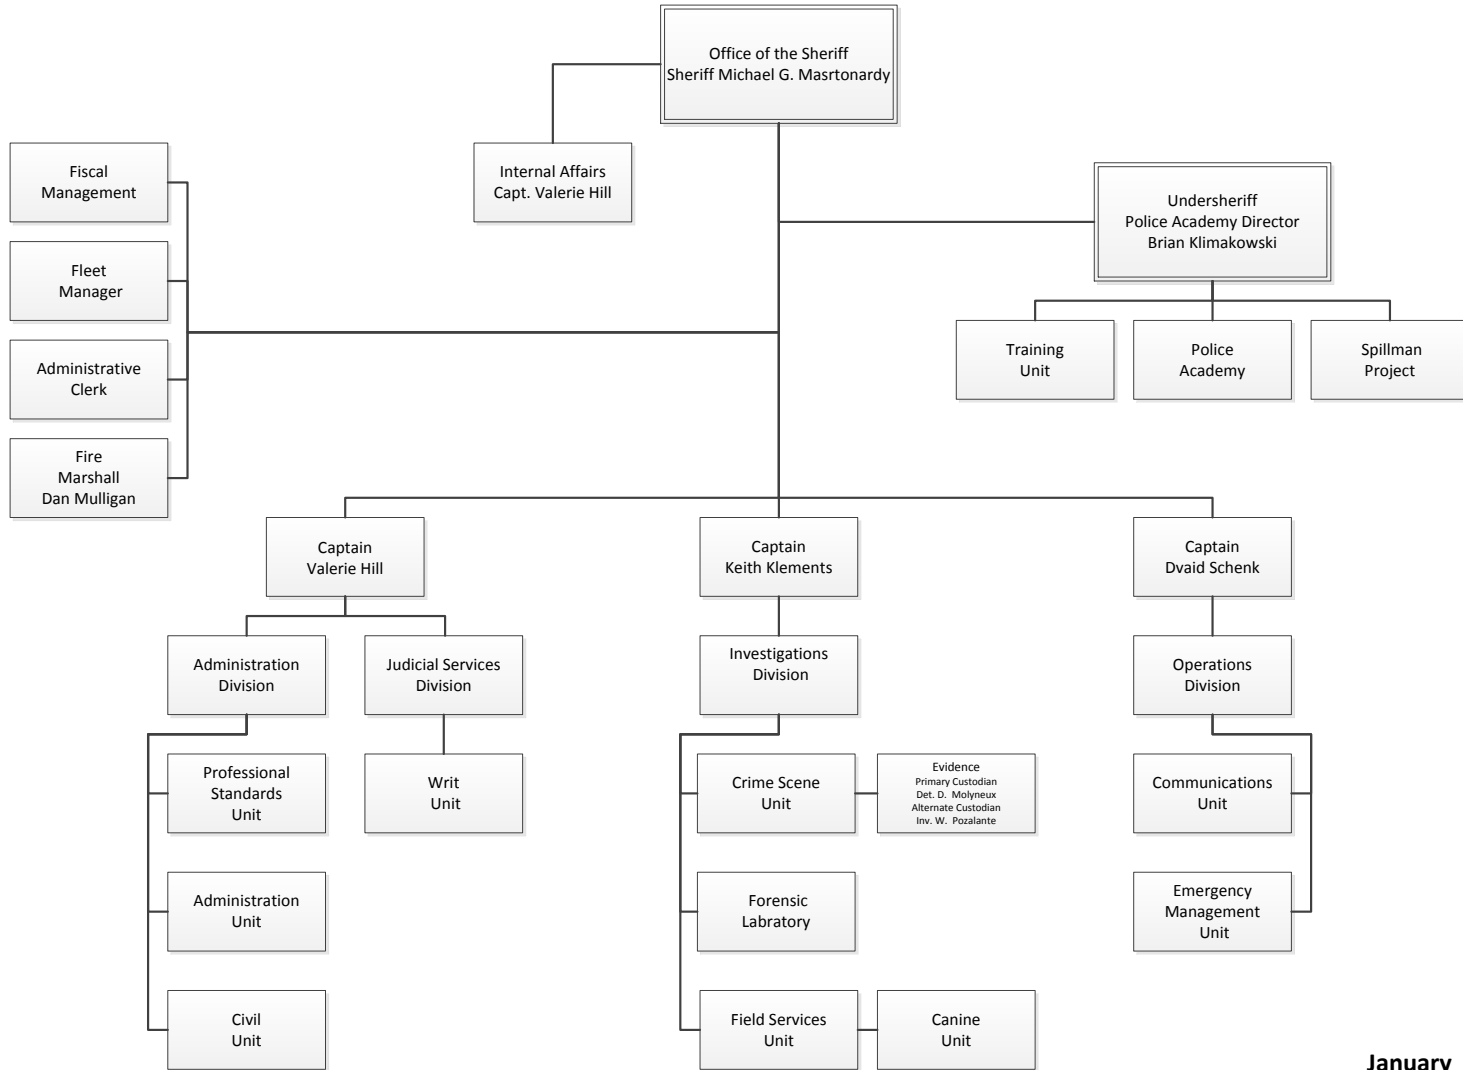 Office of the Sheriff
Sheriff Michael G. Masrtonardy
Internal Affairs
Capt. Valerie Hill
Fiscal
Management
Fleet
Manager
Administrative
Clerk
Fire
Marshall
Dan Mulligan
Undersheriff
Police Academy Director
Brian Klimakowski
Training
Unit
Police
Academy
Spillman
Project
Captain
Valerie Hill
Captain
Keith Klements
Captain
Dvaid Schenk
Administration
Division
Judicial Services
Division
Investigations
Division
Operations
Division
Professional
Standards
Unit
Writ
Unit
Crime Scene
Unit
Evidence
Primary Custodian
Det. D. Molyneux
Alternate Custodian
Inv. W. Pozalante
Communications
Unit
Administration
Unit
Forensic
Labratory
Emergency
Management
Unit
Civil
Unit
Field Services
Unit
Canine
Unit
January